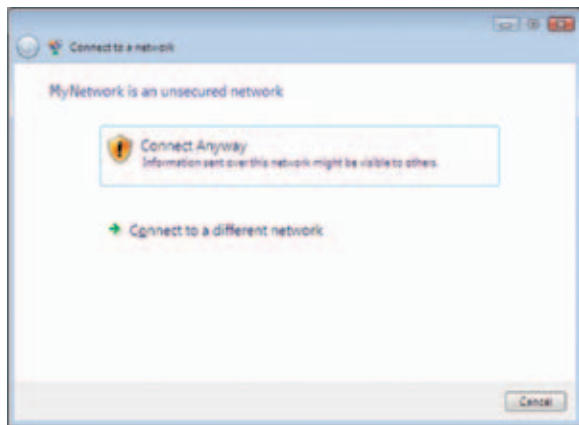 Connect to a network
MyNetwork is an unsecured network
Connect Anyway
Information sent over this network might be visible to others.
Connect to a different network
Cancel